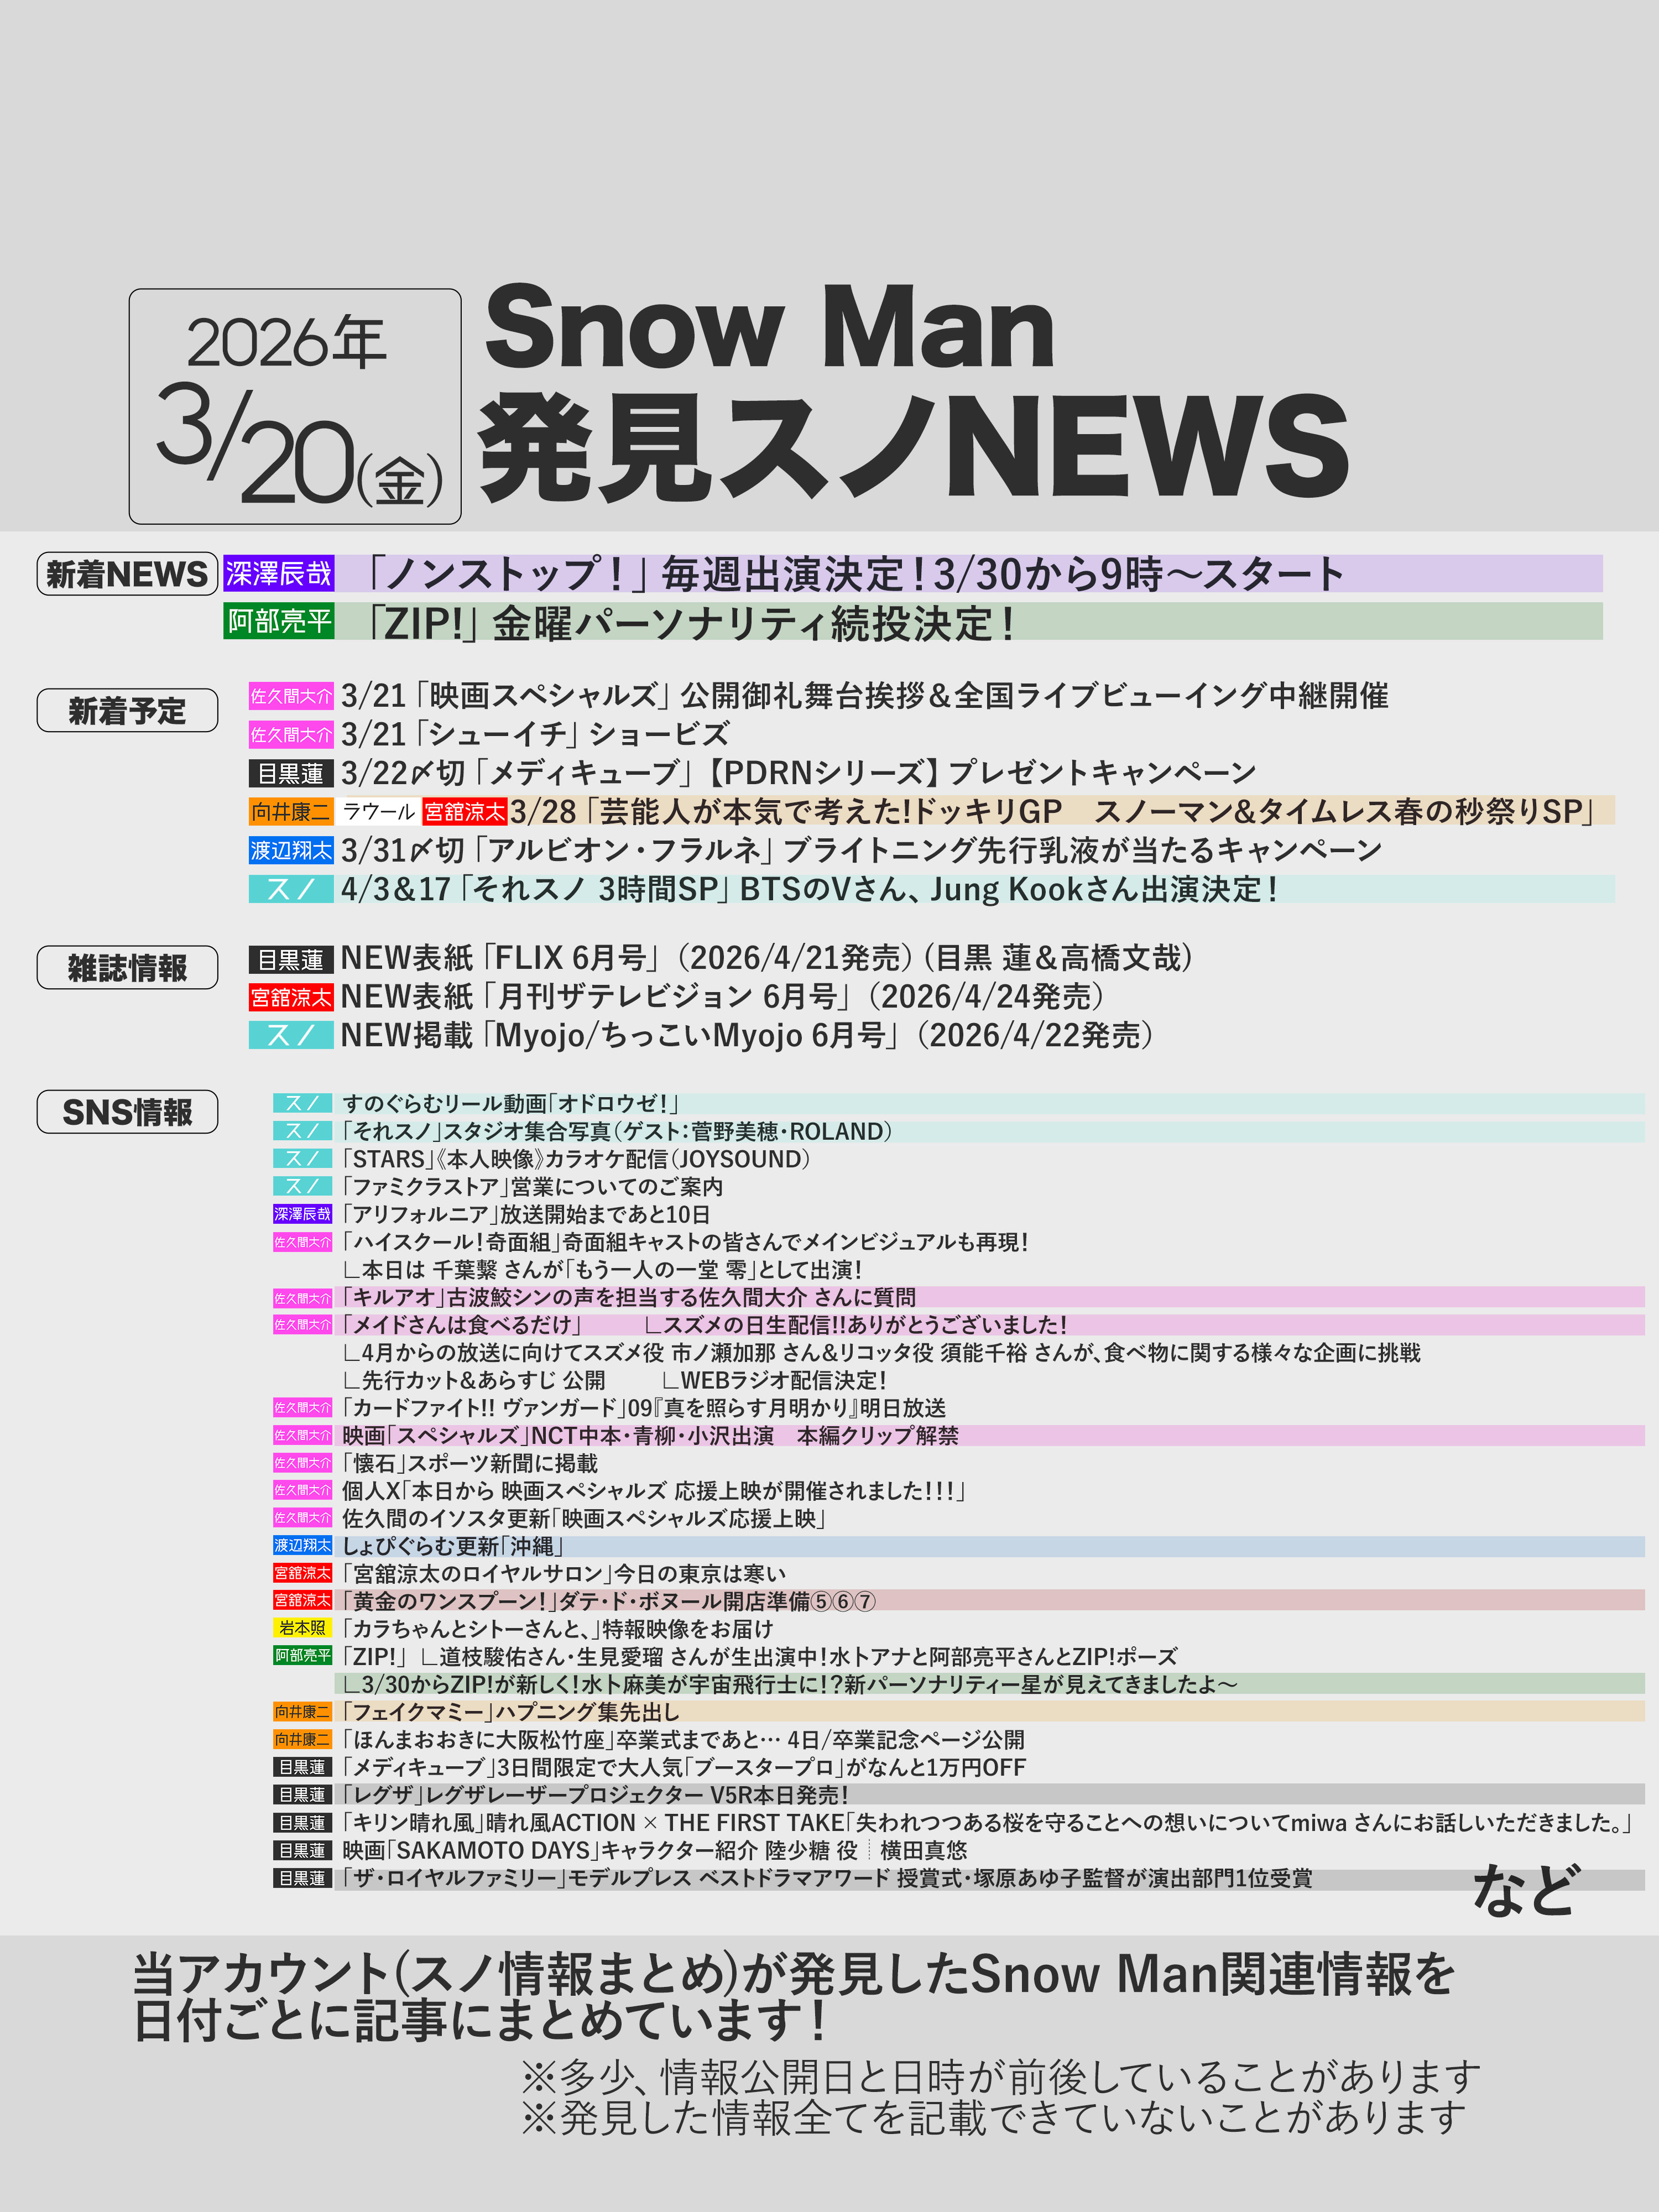 2026年
3/20(金)
Snow Man
発見スノNEWS
新着NEWS
深澤辰哉 「ノンストップ！」毎週出演決定！3/30から9時～スタート
阿部亮平 「ZIP!」金曜パーソナリティ続投決定！
新着予定
佐久間大介 3/21「映画スペシャルズ」公開御礼舞台挨拶＆全国ライブビューイング中継開催
佐久間大介 3/21「シューイチ」ショービズ
目黒蓮 3/22〆切「メディキューブ」【PDRNシリーズ】プレゼントキャンペーン
向井康二 ラウール 宮舘涼太 3/28「芸能人が本気で考えた!ドッキリGP　スノーマン&タイムレス春の秒祭りSP」
渡辺翔太 3/31〆切「アルビオン・フラルネ」ブライトニング先行乳液が当たるキャンペーン
スノ 4/3＆17「それスノ 3時間SP」BTSのVさん、Jung Kookさん出演決定！
雑誌情報
目黒蓮 NEW表紙「FLIX 6月号」（2026/4/21発売）(目黒 蓮＆高橋文哉)
宮舘涼太 NEW表紙「月刊ザテレビジョン 6月号」（2026/4/24発売）
スノ NEW掲載「Myojo/ちっこいMyojo 6月号」（2026/4/22発売）
SNS情報
スノ すのぐらむリール動画「オドロウゼ！」
スノ 「それスノ」スタジオ集合写真（ゲスト：菅野美穂・ROLAND）
スノ 「STARS」《本人映像》カラオケ配信（JOYSOUND）
スノ 「ファミクラストア」営業についてのご案内
深澤辰哉 「アリフォルニア」放送開始まであと10日
佐久間大介 「ハイスクール！奇面組」奇面組キャストの皆さんでメインビジュアルも再現！
∟本日は 千葉繫 さんが「もう一人の一堂 零」として出演！
佐久間大介 「キルアオ」古波鮫シンの声を担当する佐久間大介 さんに質問
佐久間大介 「メイドさんは食べるだけ」　　∟スズメの日生配信!!ありがとうございました！
∟4月からの放送に向けてスズメ役 市ノ瀬加那 さん&リコッタ役 須能千裕 さんが、食べ物に関する様々な企画に挑戦
∟先行カット&あらすじ 公開　　∟WEBラジオ配信決定！
佐久間大介 「カードファイト!! ヴァンガード」09『真を照らす月明かり』明日放送
佐久間大介 映画「スペシャルズ」NCT中本・青柳・小沢出演　本編クリップ解禁
佐久間大介 「懐石」スポーツ新聞に掲載
佐久間大介 個人X「本日から 映画スペシャルズ 応援上映が開催されました！！！」
佐久間大介 佐久間のイソスタ更新「映画スペシャルズ応援上映」
渡辺翔太 しょぴぐらむ更新「沖縄」
宮舘涼太 「宮舘涼太のロイヤルサロン」今日の東京は寒い
宮舘涼太 「黄金のワンスプーン！」ダテ・ド・ボヌール開店準備⑤⑥⑦
岩本照 「カラちゃんとシトーさんと、」特報映像をお届け
阿部亮平 「ZIP!」 ∟道枝駿佑さん・生見愛瑠 さんが生出演中！水卜アナと阿部亮平さんとZIP!ポーズ
∟3/30からZIP!が新しく！水卜麻美が宇宙飛行士に！？新パーソナリティー星が見えてきましたよ～
向井康二 「フェイクマミー」ハプニング集先出し
向井康二 「ほんまおおきに大阪松竹座」卒業式まであと… 4日/卒業記念ページ公開
目黒蓮 「メディキューブ」3日間限定で大人気「ブースタープロ」がなんと1万円OFF
目黒蓮 「レグザ」レグザレーザープロジェクター V5R本日発売！
目黒蓮 「キリン晴れ風」晴れ風ACTION × THE FIRST TAKE「失われつつある桜を守ることへの想いについてmiwa さんにお話しいただきました。」
目黒蓮 映画「SAKAMOTO DAYS」キャラクター紹介 陸少糖 役┊横田真悠
目黒蓮 「ザ・ロイヤルファミリー」モデルプレス ベストドラマアワード 授賞式・塚原あゆ子監督が演出部門1位受賞
など
当アカウント(スノ情報まとめ)が発見したSnow Man関連情報を
日付ごとに記事にまとめています！
※多少、情報公開日と日時が前後していることがあります
※発見した情報全てを記載できていないことがあります